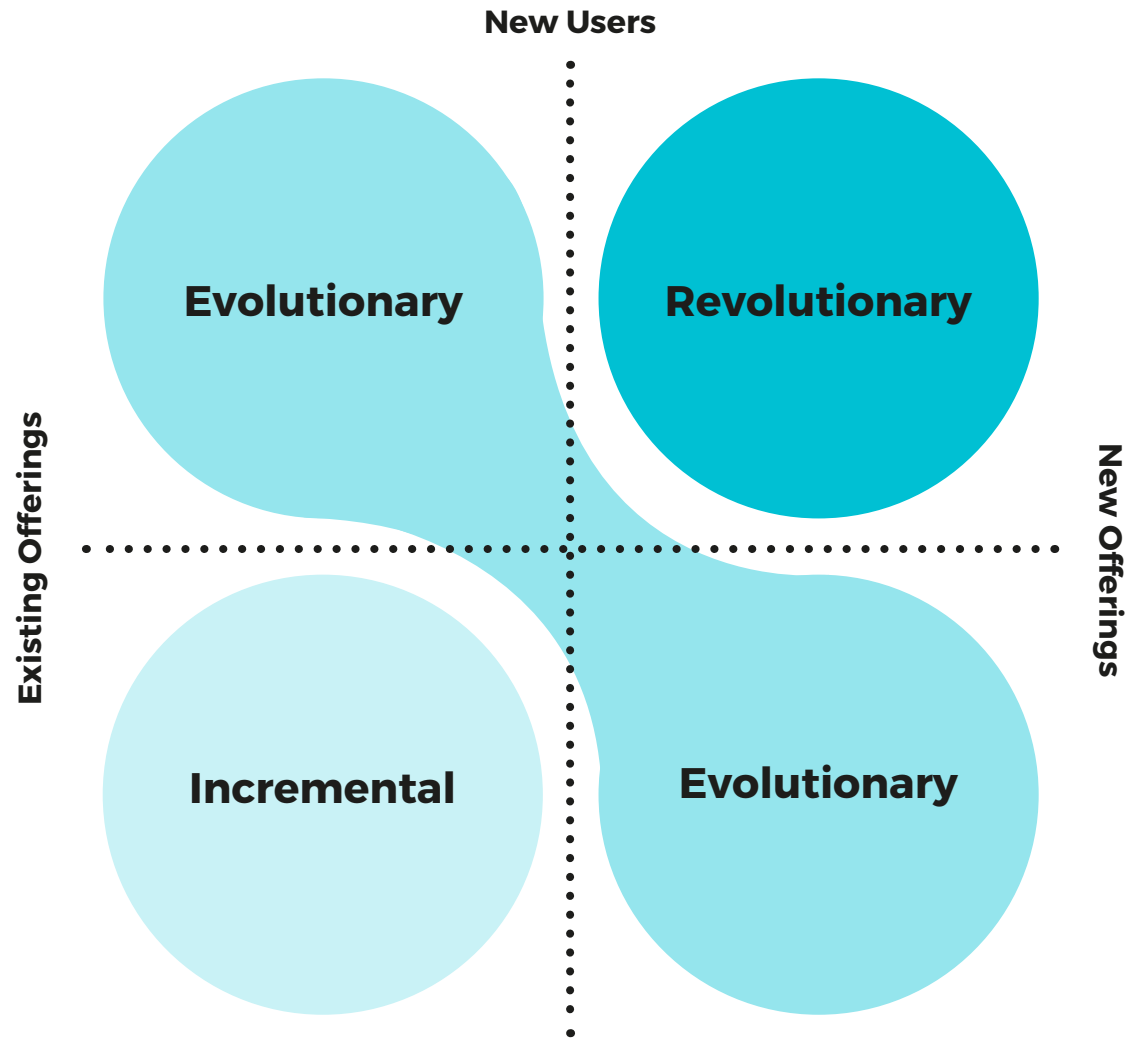 New Users
Evolutionary
Revolutionary
Existing Offerings
New Offerings
Incremental
Evolutionary